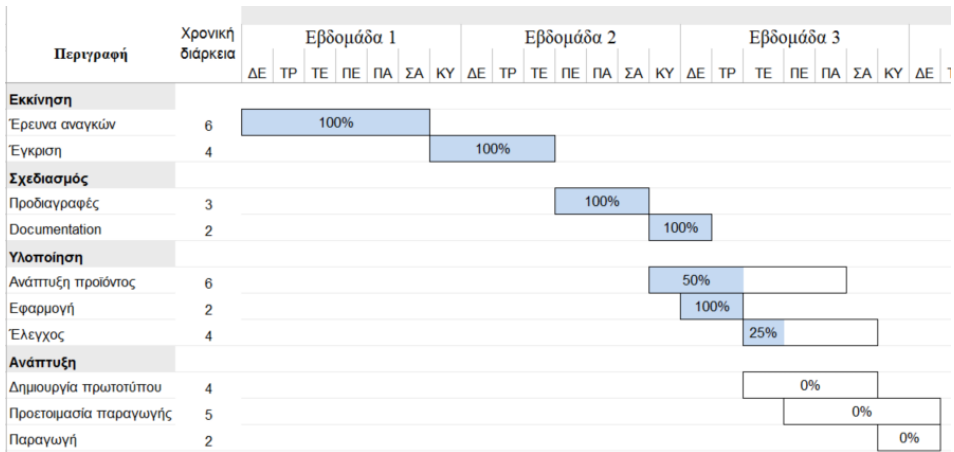 Περιγραφή Χρονική διάρκεια Εβδομάδα 1 Εβδομάδα 2 Εβδομάδα 3
ΔΕ ΤΡ ΤΕ ΠΕ ΠΑ ΣΑ ΚΥ ΔΕ ΤΡ ΤΕ ΠΕ ΠΑ ΣΑ ΚΥ ΔΕ ΤΡ ΤΕ ΠΕ ΠΑ ΣΑ ΚΥ ΔΕ
Εκκίνηση
Έρευνα αναγκών 6 100%
Έγκριση 4 100%
Σχεδιασμός
Προδιαγραφές 3 100%
Documentation 2 100%
Υλοποίηση
Ανάπτυξη προϊόντος 6 50%
Εφαρμογή 2 100%
Έλεγχος 4 25%
Ανάπτυξη
Δημιουργία πρωτοτύπου 4 0%
Προετοιμασία παραγωγής 5 0%
Παραγωγή 2 0%